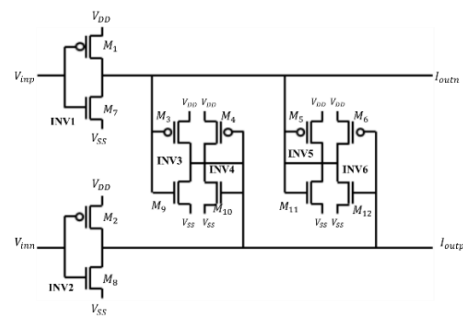 V_DD
M_1
V_inp
M_7
INV1
V_SS
I_outn
V_DD V_DD
M_3 M_4
INV3
INV4
M_9 M_10
V_SS V_SS
V_DD V_DD
M_5 M_6
INV5
INV6
M_11 M_12
V_SS V_SS
V_DD
M_2
V_inn
M_8
INV2
V_SS
I_outp